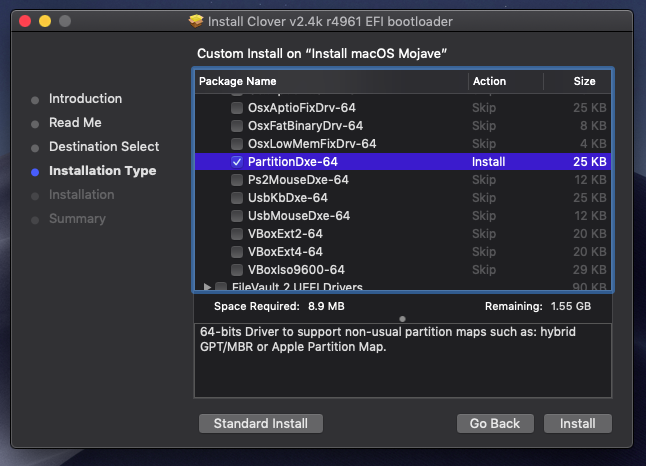 Install Clover v2.4k r4961 EFI bootloader
Custom Install on “Install macOS Mojave”
Introduction
Read Me
Destination Select
Installation Type
Installation
Summary
Package Name Action Size
OsxAptioFixDrv-64 Skip 25 KB
OsxFatBinaryDrv-64 Skip 8 KB
OsxLowMemFixDrv-64 Skip 4 KB
PartitionDxe-64 Install 25 KB
Ps2MouseDxe-64 Skip 12 KB
UsbKbDxe-64 Skip 25 KB
UsbMouseDxe-64 Skip 12 KB
VBoxExt2-64 Skip 20 KB
VBoxExt4-64 Skip 20 KB
VBoxIso9600-64 Skip 29 KB
FileVault 2 UEFI Drivers 90 KB
Space Required: 8.9 MB Remaining: 1.55 GB
64-bits Driver to support non-usual partition maps such as: hybrid
GPT/MBR or Apple Partition Map.
Standard Install Go Back Install